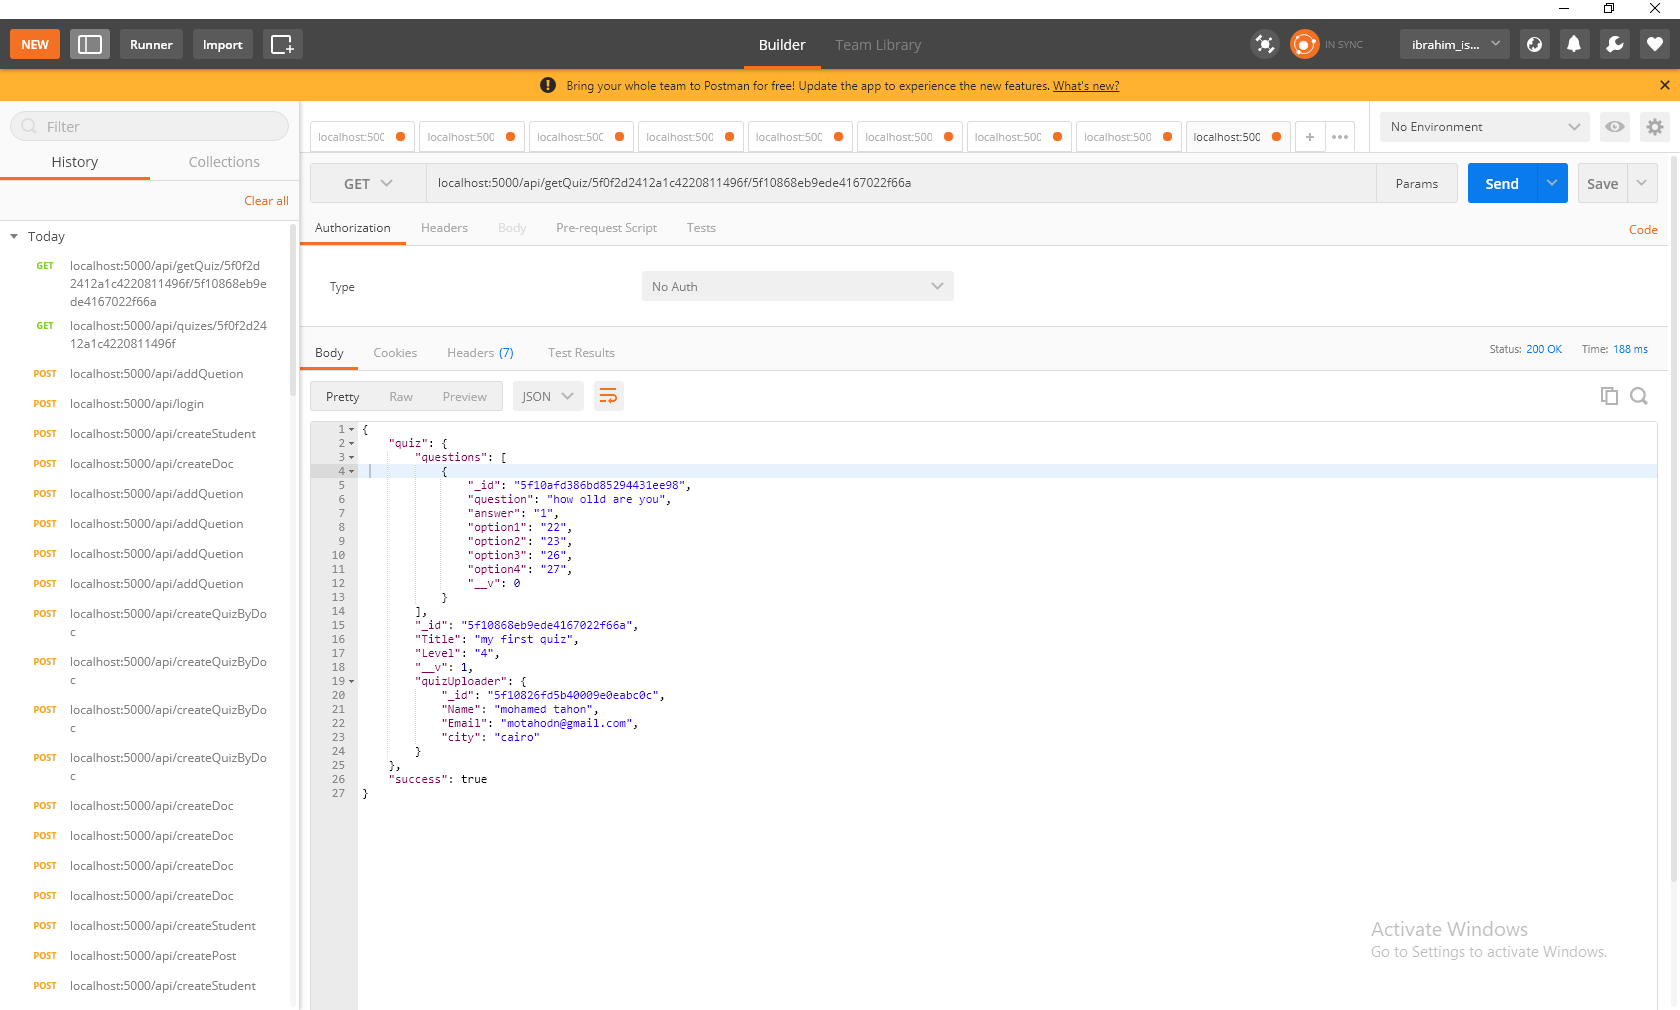 NEW
Runner
Import
Builder
Team Library
IN SYNC
ibrahim_is...
Bring your whole team to Postman for free! Update the app to experience the new features. What's new?
Filter
History
Collections
Clear all
Today
GET localhost:5000/api/getQuiz/5f0f2d
2412a1c4220811496f/5f10868eb9e
de4167022f66a
GET localhost:5000/api/quizes/5f0f2d24
12a1c4220811496f
POST localhost:5000/api/addQuetion
POST localhost:5000/api/login
POST localhost:5000/api/createStudent
POST localhost:5000/api/createDoc
POST localhost:5000/api/addQuetion
POST localhost:5000/api/addQuetion
POST localhost:5000/api/addQuetion
POST localhost:5000/api/addQuetion
POST localhost:5000/api/createQuizByDo
c
POST localhost:5000/api/createQuizByDo
c
POST localhost:5000/api/createQuizByDo
c
POST localhost:5000/api/createQuizByDo
c
POST localhost:5000/api/createDoc
POST localhost:5000/api/createDoc
POST localhost:5000/api/createDoc
POST localhost:5000/api/createDoc
POST localhost:5000/api/createStudent
POST localhost:5000/api/createPost
POST localhost:5000/api/createStudent
localhost:500 localhost:500 localhost:500 localhost:500 localhost:500 localhost:500 localhost:500 localhost:500 localhost:500 + •••
No Environment
GET localhost:5000/api/getQuiz/5f0f2d2412a1c4220811496f/5f10868eb9ede4167022f66a Params Send Save
Authorization Headers Body Pre-request Script Tests Code
Type No Auth
Body Cookies Headers (7) Test Results Status: 200 OK Time: 188 ms
Pretty Raw Preview JSON
1 {
2 "quiz": {
3 "questions": [
4 {
5 "_id": "5f10afd386bd85294431ee98",
6 "question": "how olld are you",
7 "answer": "1",
8 "option1": "22",
9 "option2": "23",
10 "option3": "26",
11 "option4": "27",
12 "__v": 0
13 }
14 ],
15 "_id": "5f10868eb9ede4167022f66a",
16 "Title": "my first quiz",
17 "Level": "4",
18 "__v": 1,
19 "quizUploader": {
20 "_id": "5f10826fd5b40009e0eabc0c",
21 "Name": "mohamed tahon",
22 "Email": "motahodn@gmail.com",
23 "city": "cairo"
24 }
25 },
26 "success": true
27 }
Activate Windows
Go to Settings to activate Windows.